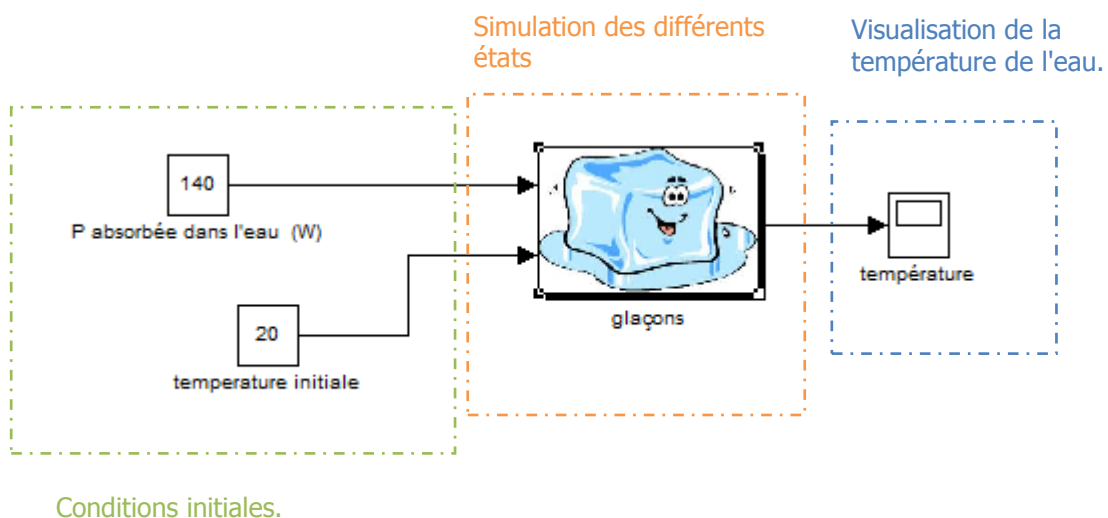 Simulation des différents
états
Visualisation de la
température de l'eau.
140
P absorbée dans l'eau (W)
20
temperature initiale
glaçons
température
Conditions initiales.